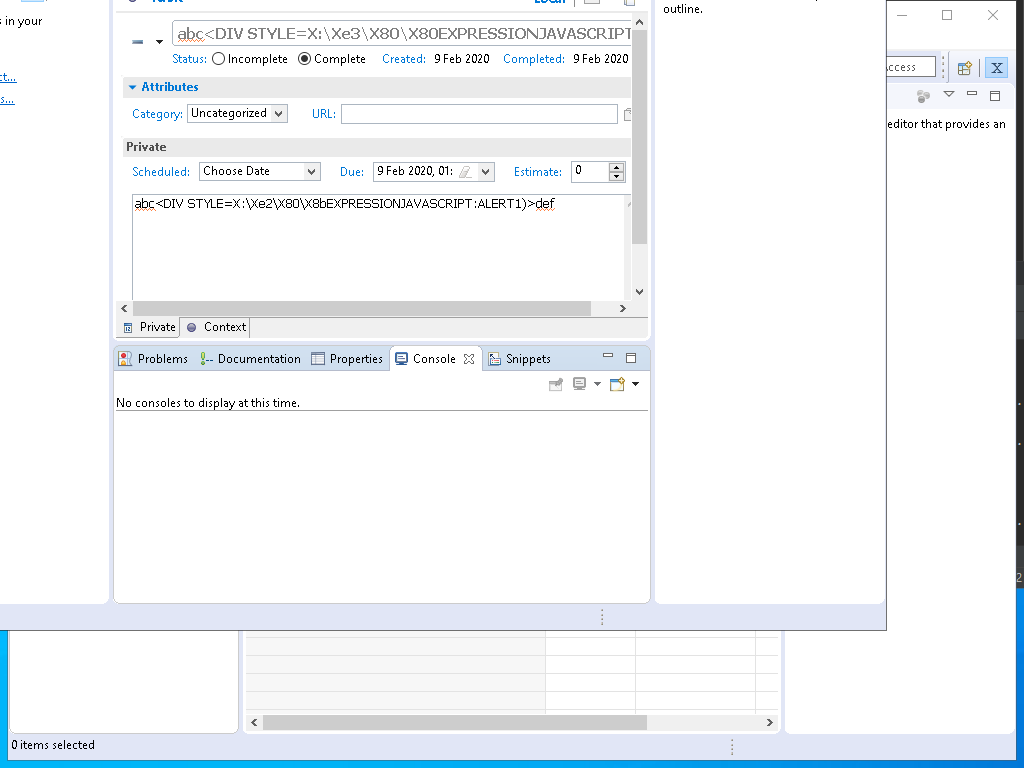 s in your
outline.
abc<DIV STYLE=X:\Xe3\X80\X80EXPRESSIONJAVASCRIPT
Status: Incomplete Complete Created: 9 Feb 2020 Completed: 9 Feb 2020
ct...
s...
ccess
Attributes
Category: Uncategorized URL:
editor that provides an
Private
Scheduled: Choose Date Due: 9 Feb 2020, 01: Estimate: 0
abc<DIV STYLE=X:\Xe2\X80\X8bEXPRESSIONJAVASCRIPT:ALERT1)>def
Private Context
Problems Documentation Properties Console Snippets
No consoles to display at this time.
2
0 items selected